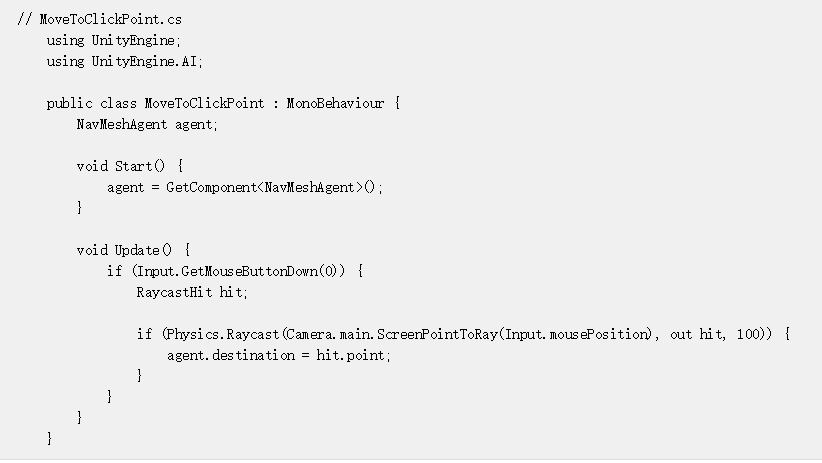 // MoveToClickPoint.cs
    using UnityEngine;
    using UnityEngine.AI;

    public class MoveToClickPoint : MonoBehaviour {
        NavMeshAgent agent;

        void Start() {
            agent = GetComponent<NavMeshAgent>();
        }

        void Update() {
            if (Input.GetMouseButtonDown(0)) {
                RaycastHit hit;

                if (Physics.Raycast(Camera.main.ScreenPointToRay(Input.mousePosition), out hit, 100)) {
                    agent.destination = hit.point;
                }
            }
        }
    }